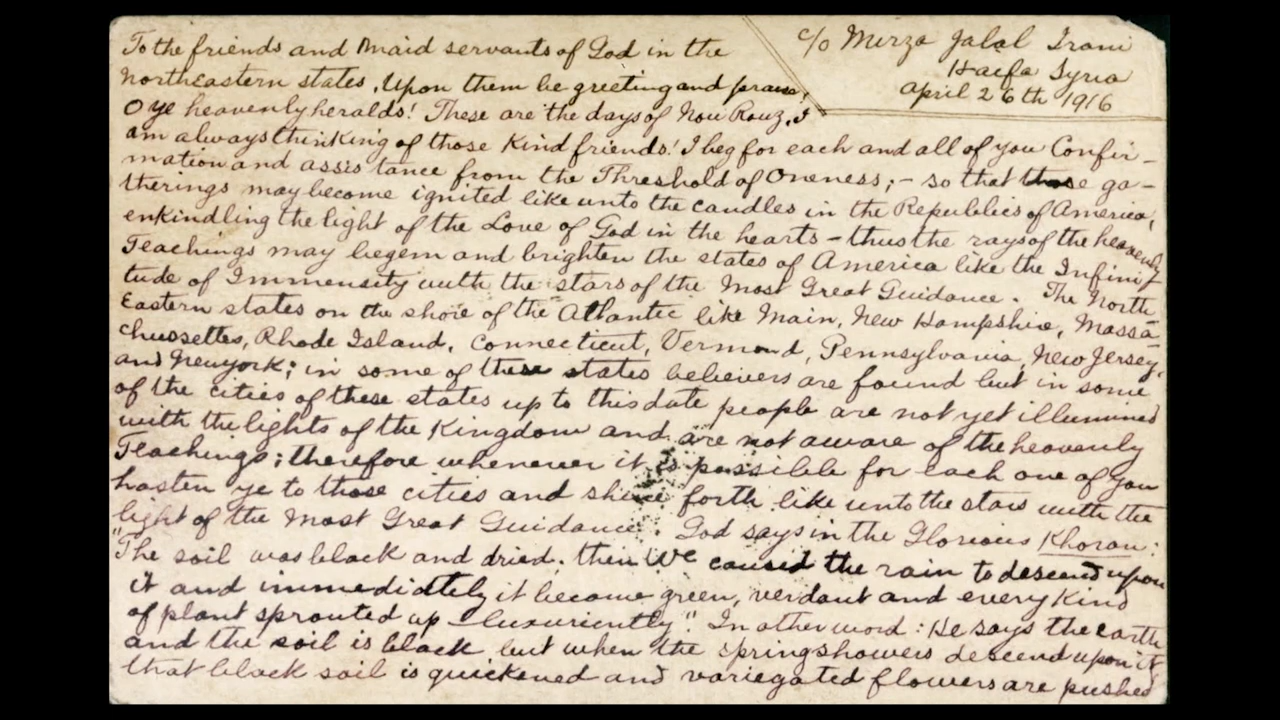 c/o Mirza Jalal Irani
Haifa Syria
April 26th 1916
To the friends and maid servants of God in the
Northeastern states. Upon them be greeting and praise,
O ye heavenly heralds! These are the days of Nou Rouz. I
am always thinking of those kind friends! I beg for each and all of you Confir-
mation and assistance from the Threshold of Oneness; - so that those ga-
therings may become ignited like unto the candles in the Republics of America,
enkindling the light of the Love of God in the hearts - thus the rays of the heavenly
Teachings may begem and brighten the states of America like the Infini-
tude of Immensity with the stars of the Most Great Guidance. The North
Eastern states on the shore of the Atlantic like Main, New Hampshire, Massa-
chussettes, Rhode Island, Connecticut, Vermond, Pennsylvania, New Jersey,
and Newyork; in some of these states believers are found but in some
of the cities of these states up to this date people are not yet illumined
with the lights of the Kingdom and are not aware of the heavenly
Teachings; therefore whenever it is possible for each one of you
hasten ye to those cities and shine forth like unto the stars with the
light of the Most Great Guidance. God says in the Glorious Khoran:
"The soil was black and dried, then We caused the rain to descend upon
it and immediately it become green, verdant and every kind
of plant sprouted up luxuriently." In other word: He says the earth
and the soil is black but when the spring showers descend upon it
that black soil is quickened and variegated flowers are pushed